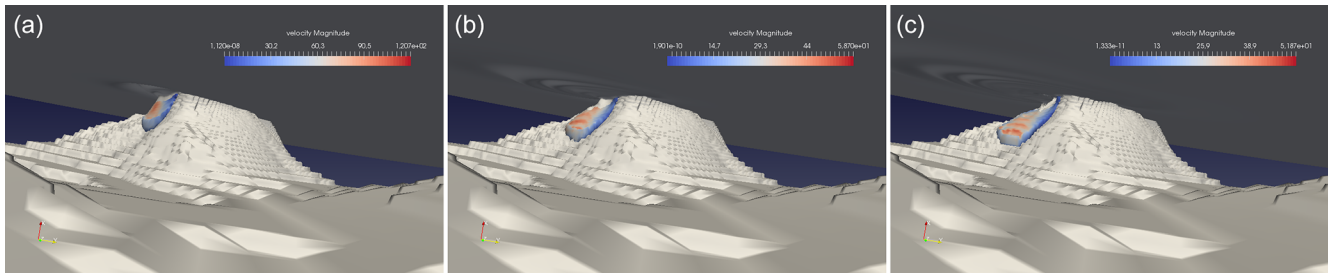 (a)
velocity Magnitude
1,120e-08 30,2 60,3 90,5 1,207e+02
(b)
velocity Magnitude
1,901e-10 14,7 29,3 44 5,870e+01
(c)
velocity Magnitude
1,333e-11 13 25,9 38,9 5,187e+01